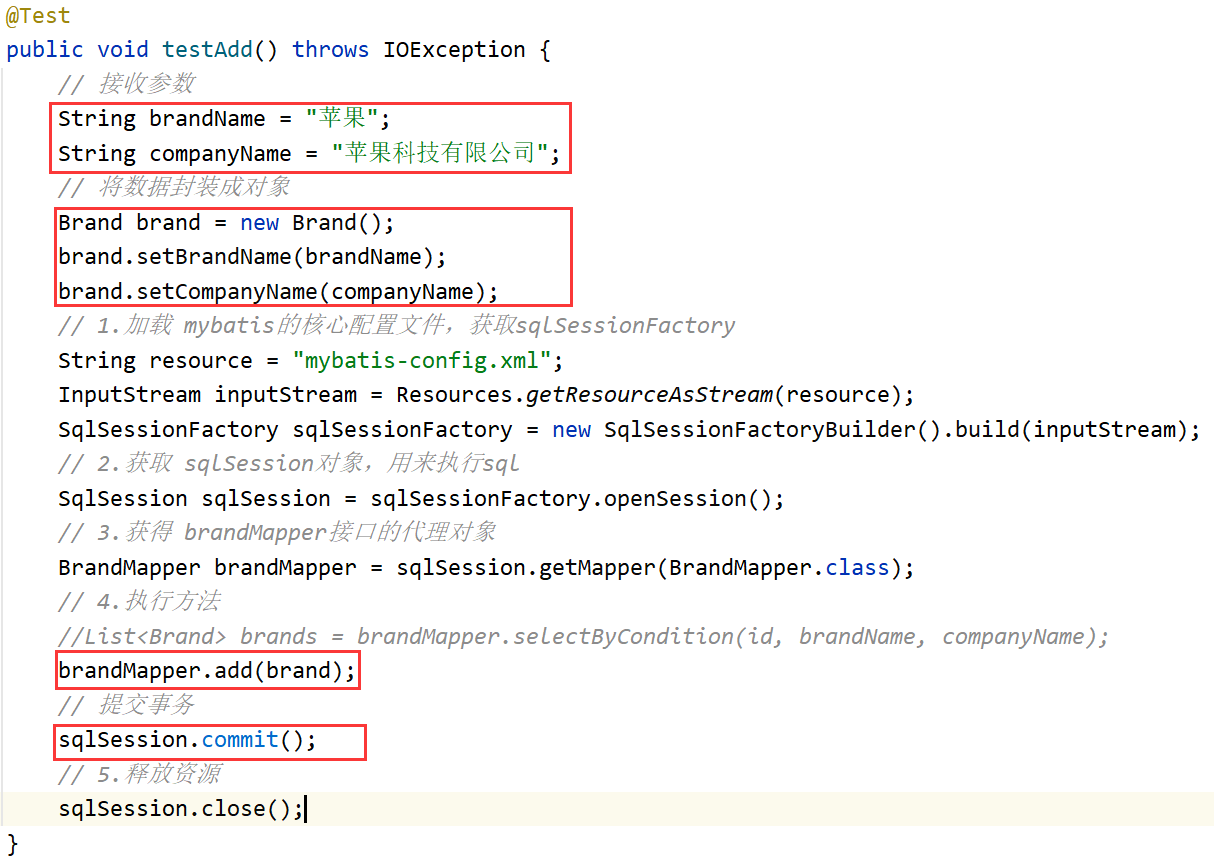 @Test
public void testAdd() throws IOException {
// 接收参数
String brandName = "苹果";
String companyName = "苹果科技有限公司";
// 将数据封装成对象
Brand brand = new Brand();
brand.setBrandName(brandName);
brand.setCompanyName(companyName);
// 1.加载 mybatis的核心配置文件，获取sqlSessionFactory
String resource = "mybatis-config.xml";
InputStream inputStream = Resources.getResourceAsStream(resource);
SqlSessionFactory sqlSessionFactory = new SqlSessionFactoryBuilder().build(inputStream);
// 2.获取 sqlSession对象，用来执行sql
SqlSession sqlSession = sqlSessionFactory.openSession();
// 3.获得 brandMapper接口的代理对象
BrandMapper brandMapper = sqlSession.getMapper(BrandMapper.class);
// 4.执行方法
//List<Brand> brands = brandMapper.selectByCondition(id, brandName, companyName);
brandMapper.add(brand);
// 提交事务
sqlSession.commit();
// 5.释放资源
sqlSession.close();
}